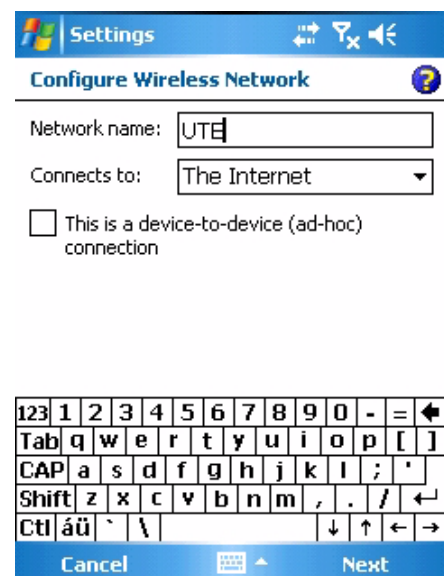 Settings
Configure Wireless Network
Network name: UTE
Connects to: The Internet
This is a device-to-device (ad-hoc)
connection
123 1 2 3 4 5 6 7 8 9 0 - =
Tab q w e r t y u i o p [ ]
CAP a s d f g h j k l ; '
Shift z x c v b n m , . /
Ctl áü ` \
Cancel Next